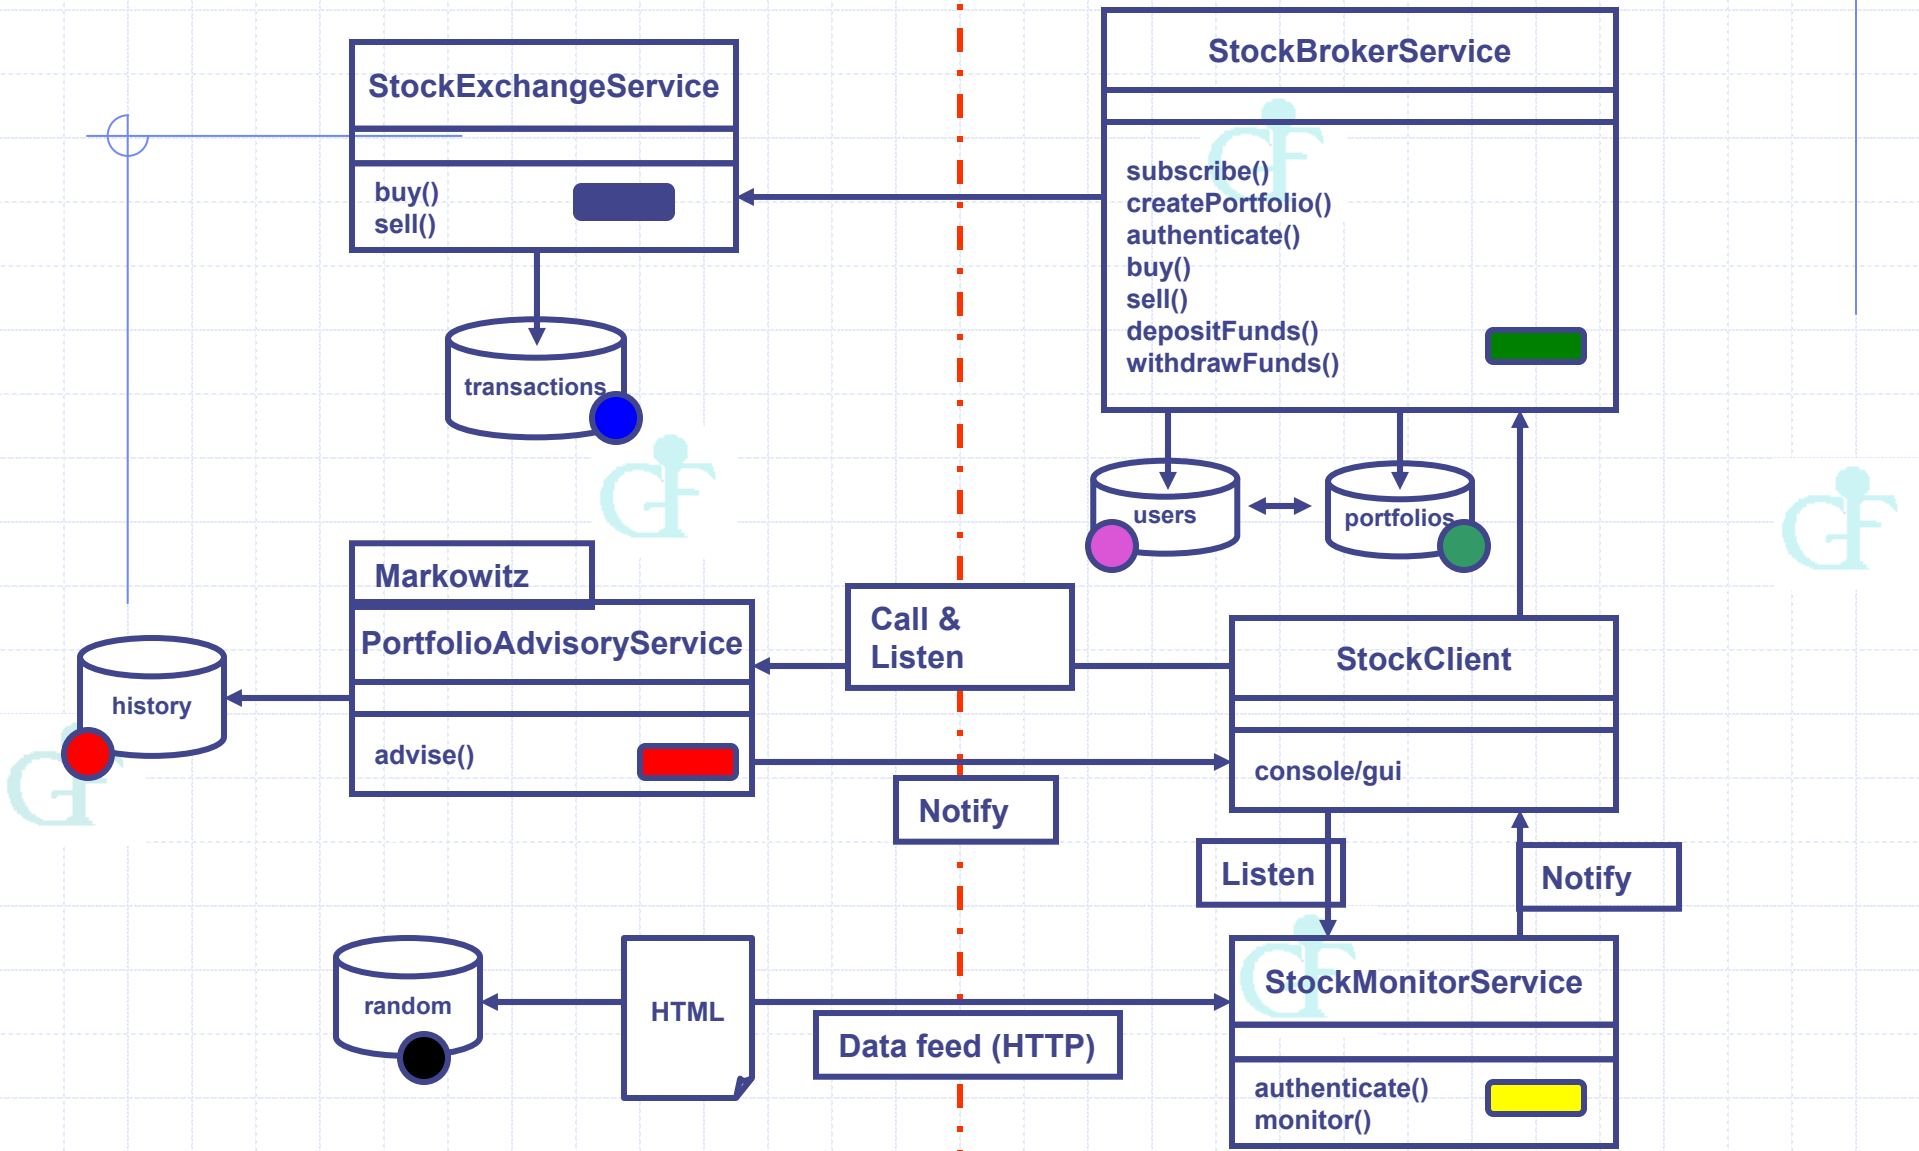 StockExchangeService
buy()
sell()
transactions
StockBrokerService
subscribe()
createPortfolio()
authenticate()
buy()
sell()
depositFunds()
withdrawFunds()
users
portfolios
Markowitz
PortfolioAdvisoryService
advise()
history
Call &
Listen
Notify
StockClient
console/gui
Listen
Notify
random
HTML
Data feed (HTTP)
StockMonitorService
authenticate()
monitor()